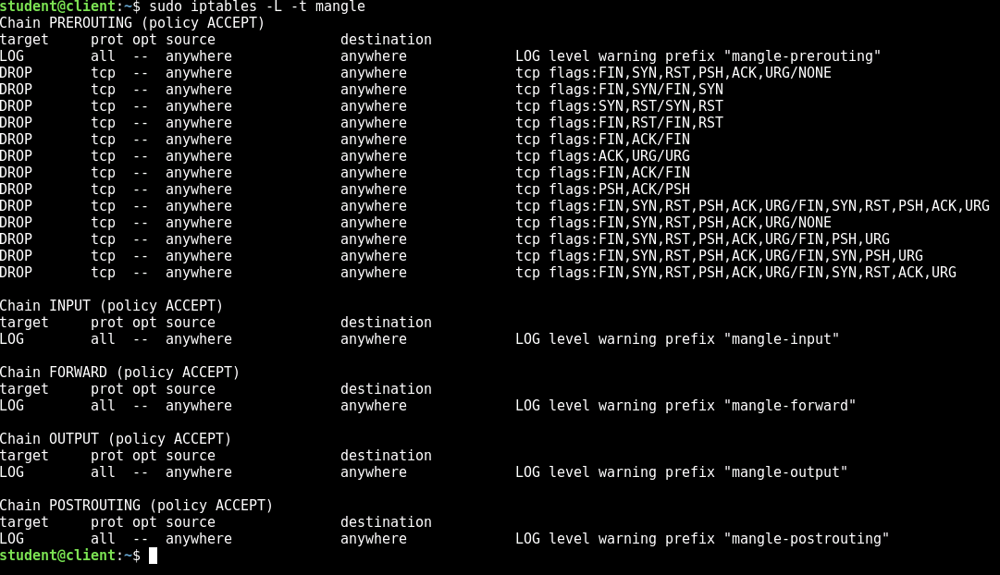 student@client:~$ sudo iptables -L -t mangle
Chain PREROUTING (policy ACCEPT)
target     prot opt source               destination
LOG        all  --  anywhere             anywhere             LOG level warning prefix "mangle-prerouting"
DROP       tcp  --  anywhere             anywhere             tcp flags:FIN,SYN,RST,PSH,ACK,URG/NONE
DROP       tcp  --  anywhere             anywhere             tcp flags:FIN,SYN/FIN,SYN
DROP       tcp  --  anywhere             anywhere             tcp flags:SYN,RST/SYN,RST
DROP       tcp  --  anywhere             anywhere             tcp flags:FIN,RST/FIN,RST
DROP       tcp  --  anywhere             anywhere             tcp flags:FIN,ACK/FIN
DROP       tcp  --  anywhere             anywhere             tcp flags:ACK,URG/URG
DROP       tcp  --  anywhere             anywhere             tcp flags:FIN,ACK/FIN
DROP       tcp  --  anywhere             anywhere             tcp flags:PSH,ACK/PSH
DROP       tcp  --  anywhere             anywhere             tcp flags:FIN,SYN,RST,PSH,ACK,URG/FIN,SYN,RST,PSH,ACK,URG
DROP       tcp  --  anywhere             anywhere             tcp flags:FIN,SYN,RST,PSH,ACK,URG/NONE
DROP       tcp  --  anywhere             anywhere             tcp flags:FIN,SYN,RST,PSH,ACK,URG/FIN,PSH,URG
DROP       tcp  --  anywhere             anywhere             tcp flags:FIN,SYN,RST,PSH,ACK,URG/FIN,SYN,PSH,URG
DROP       tcp  --  anywhere             anywhere             tcp flags:FIN,SYN,RST,PSH,ACK,URG/FIN,SYN,RST,ACK,URG

Chain INPUT (policy ACCEPT)
target     prot opt source               destination
LOG        all  --  anywhere             anywhere             LOG level warning prefix "mangle-input"

Chain FORWARD (policy ACCEPT)
target     prot opt source               destination
LOG        all  --  anywhere             anywhere             LOG level warning prefix "mangle-forward"

Chain OUTPUT (policy ACCEPT)
target     prot opt source               destination
LOG        all  --  anywhere             anywhere             LOG level warning prefix "mangle-output"

Chain POSTROUTING (policy ACCEPT)
target     prot opt source               destination
LOG        all  --  anywhere             anywhere             LOG level warning prefix "mangle-postrouting"
student@client:~$